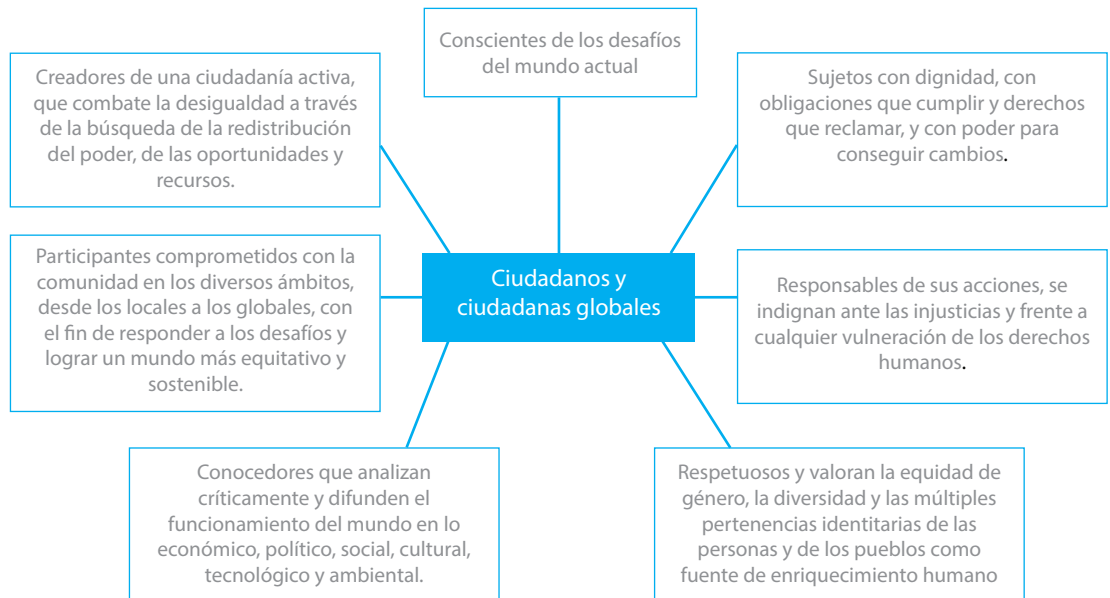 Conscientes de los desafíos
del mundo actual
Creadores de una ciudadanía activa,
que combate la desigualdad a través
de la búsqueda de la redistribución
del poder, de las oportunidades y
recursos.
Sujetos con dignidad, con
obligaciones que cumplir y derechos
que reclamar, y con poder para
conseguir cambios.
Participantes comprometidos con la
comunidad en los diversos ámbitos,
desde los locales a los globales, con
el fin de responder a los desafíos y
lograr un mundo más equitativo y
sostenible.
Ciudadanos y
ciudadanas globales
Responsables de sus acciones, se
indignan ante las injusticias y frente a
cualquier vulneración de los derechos
humanos.
Conocedores que analizan
críticamente y difunden el
funcionamiento del mundo en lo
económico, político, social, cultural,
tecnológico y ambiental.
Respetuosos y valoran la equidad de
género, la diversidad y las múltiples
pertenencias identitarias de las
personas y de los pueblos como
fuente de enriquecimiento humano